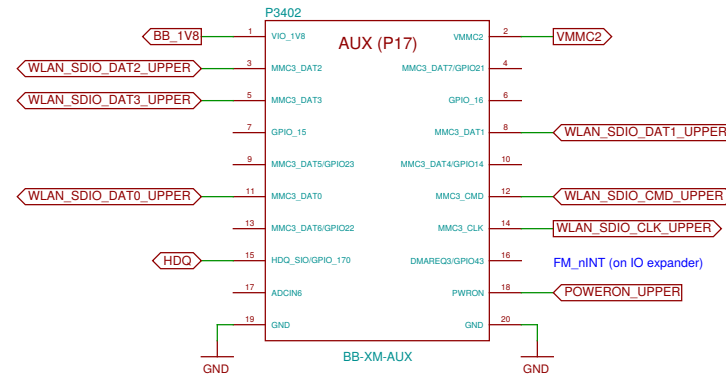 P3402
AUX (P17)
BB_1V8 1 VIO_1V8 VMMC2 2 VMMC2
WLAN_SDIO_DAT2_UPPER 3 MMC3_DAT2 MMC3_DAT7/GPIO21 4
WLAN_SDIO_DAT3_UPPER 5 MMC3_DAT3 GPIO_16 6
7 GPIO_15 MMC3_DAT1 8 WLAN_SDIO_DAT1_UPPER
9 MMC3_DAT5/GPIO23 MMC3_DAT4/GPIO14 10
WLAN_SDIO_DAT0_UPPER 11 MMC3_DAT0 MMC3_CMD 12 WLAN_SDIO_CMD_UPPER
13 MMC3_DAT6/GPIO22 MMC3_CLK 14 WLAN_SDIO_CLK_UPPER
HDQ 15 HDQ_SIO/GPIO_170 DMAREQ3/GPIO43 16 FM_nINT (on IO expander)
17 ADCIN6 PWRON 18 POWERON_UPPER
19 GND GND 20
BB-XM-AUX
GND GND